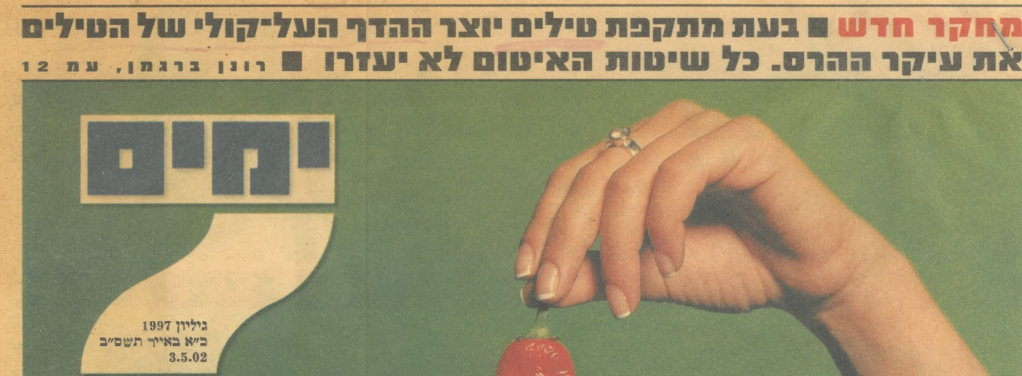 מחקר חדש ■ בעת מתקפת טילים יוצר ההדף העל־קולי של הטילים
את עיקר ההרס. כל שיטות האיטום לא יעזרו ■ רונן ברגמן, עמ 12
7 ימים
גיליון 1997
כ״א באייר תשס״ב
3.5.02